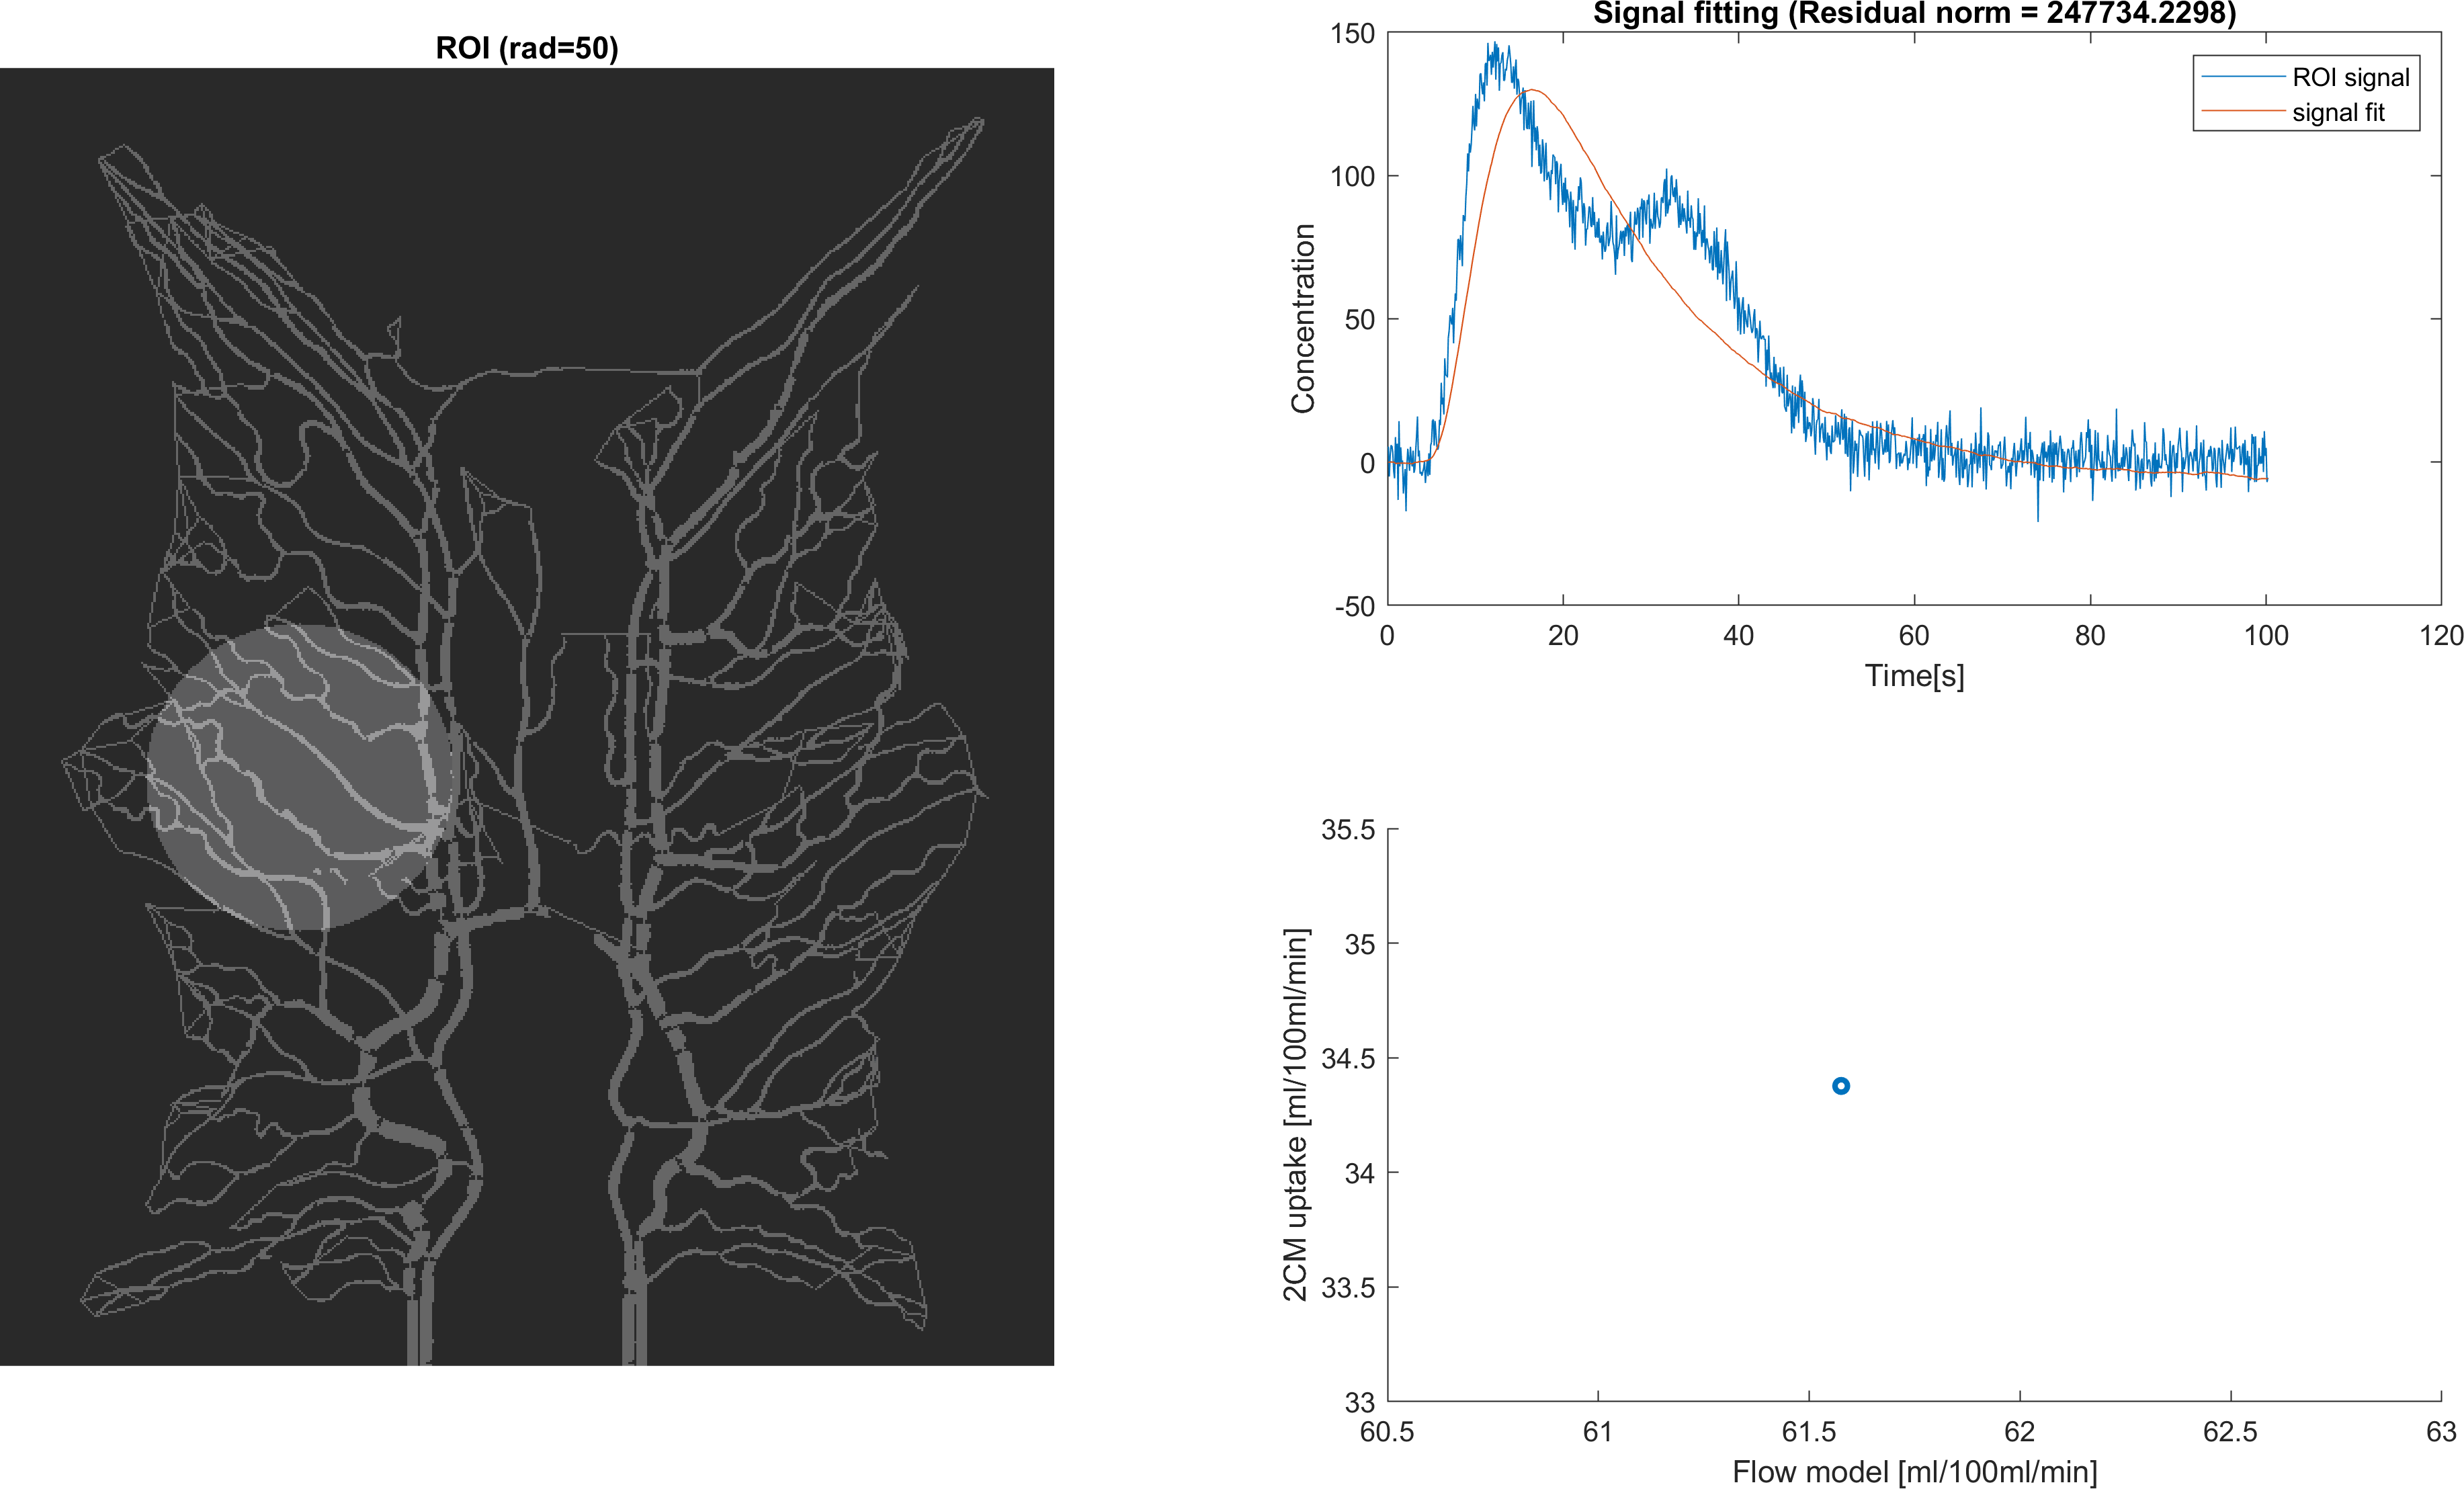 ROI (rad=50)
Signal fitting (Residual norm = 247734.2298)
150
100
50
0
-50
Concentration
ROI signal
signal fit
0 20 40 60 80 100 120
Time[s]
35.5
35
34.5
34
33.5
33
2CM uptake [ml/100ml/min]
60.5 61 61.5 62 62.5 63
Flow model [ml/100ml/min]